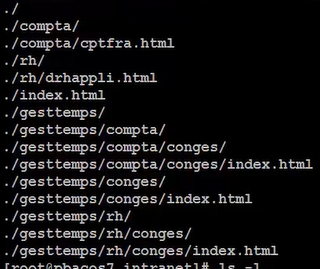 ./
./compta/
./compta/cptfra.html
./rh/
./rh/drhappli.html
./index.html
./gesttemps/
./gesttemps/compta/
./gesttemps/compta/conges/
./gesttemps/compta/conges/index.html
./gesttemps/conges/
./gesttemps/conges/index.html
./gesttemps/rh/
./gesttemps/rh/conges/
./gesttemps/rh/conges/index.html
[root@pbacos7 intranet]# ls -l